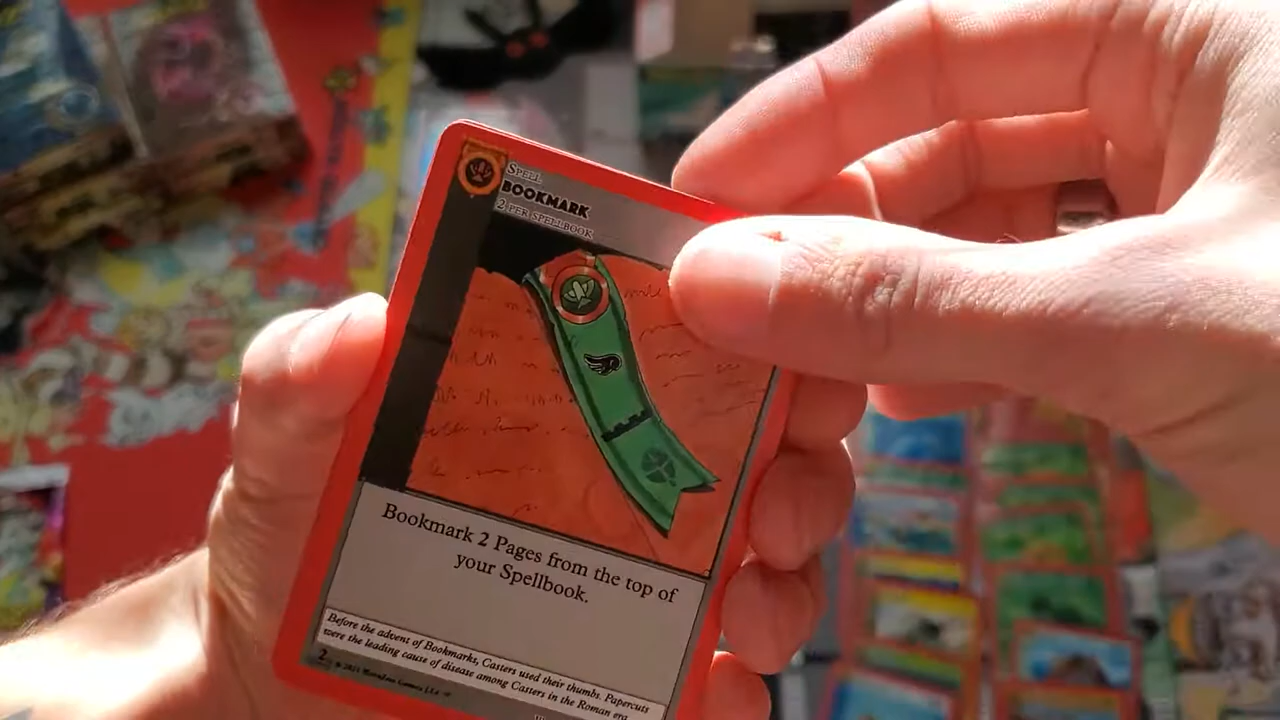 SPELL
BOOKMARK
2 PER SPELLBOOK
Bookmark 2 Pages from the top of
your Spellbook.
Before the advent of Bookmarks, Casters used their thumbs. Papercuts
were the leading cause of disease among Casters in the Roman era.
2